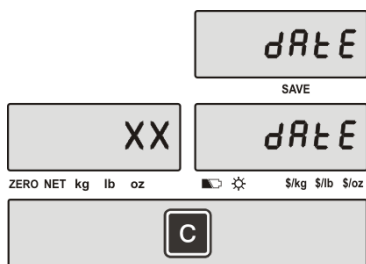 dAtE
SAVE
XX dAtE
ZERO NET kg lb oz $/kg $/lb $/oz
C